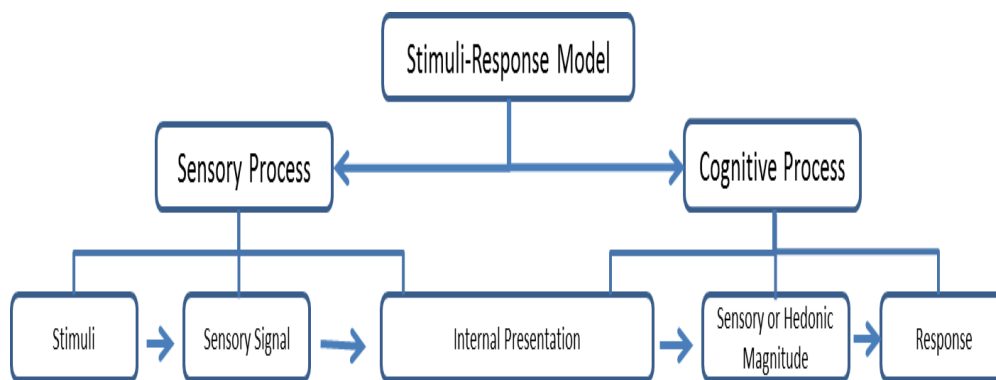 Stimuli-Response Model
Sensory Process
Cognitive Process
Stimuli
Sensory Signal
Internal Presentation
Sensory or Hedonic
Magnitude
Response